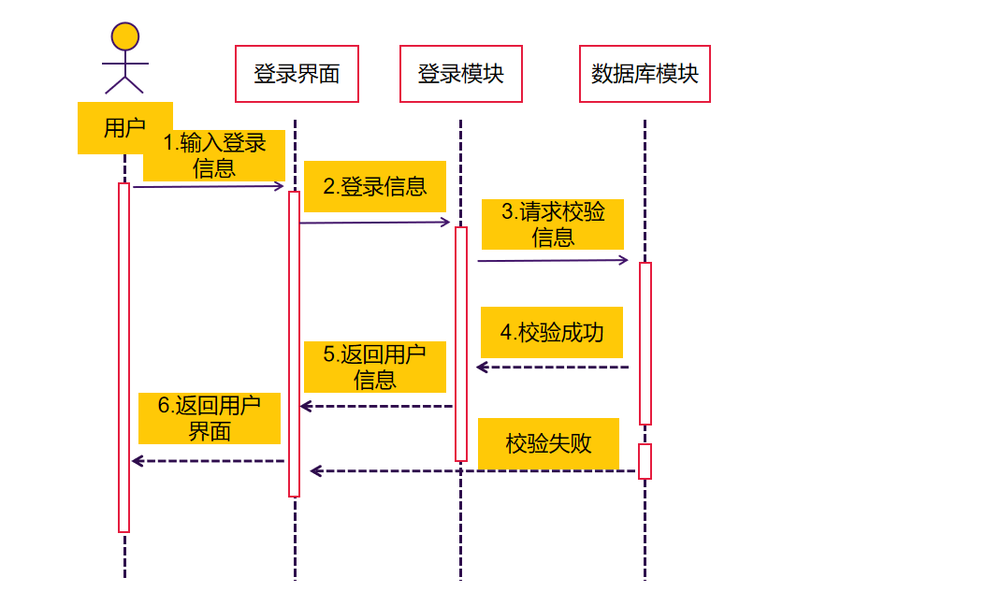 登录界面
登录模块
数据库模块
用户
1.输入登录
信息
2.登录信息
3.请求校验
信息
4.校验成功
5.返回用户
信息
6.返回用户
界面
校验失败